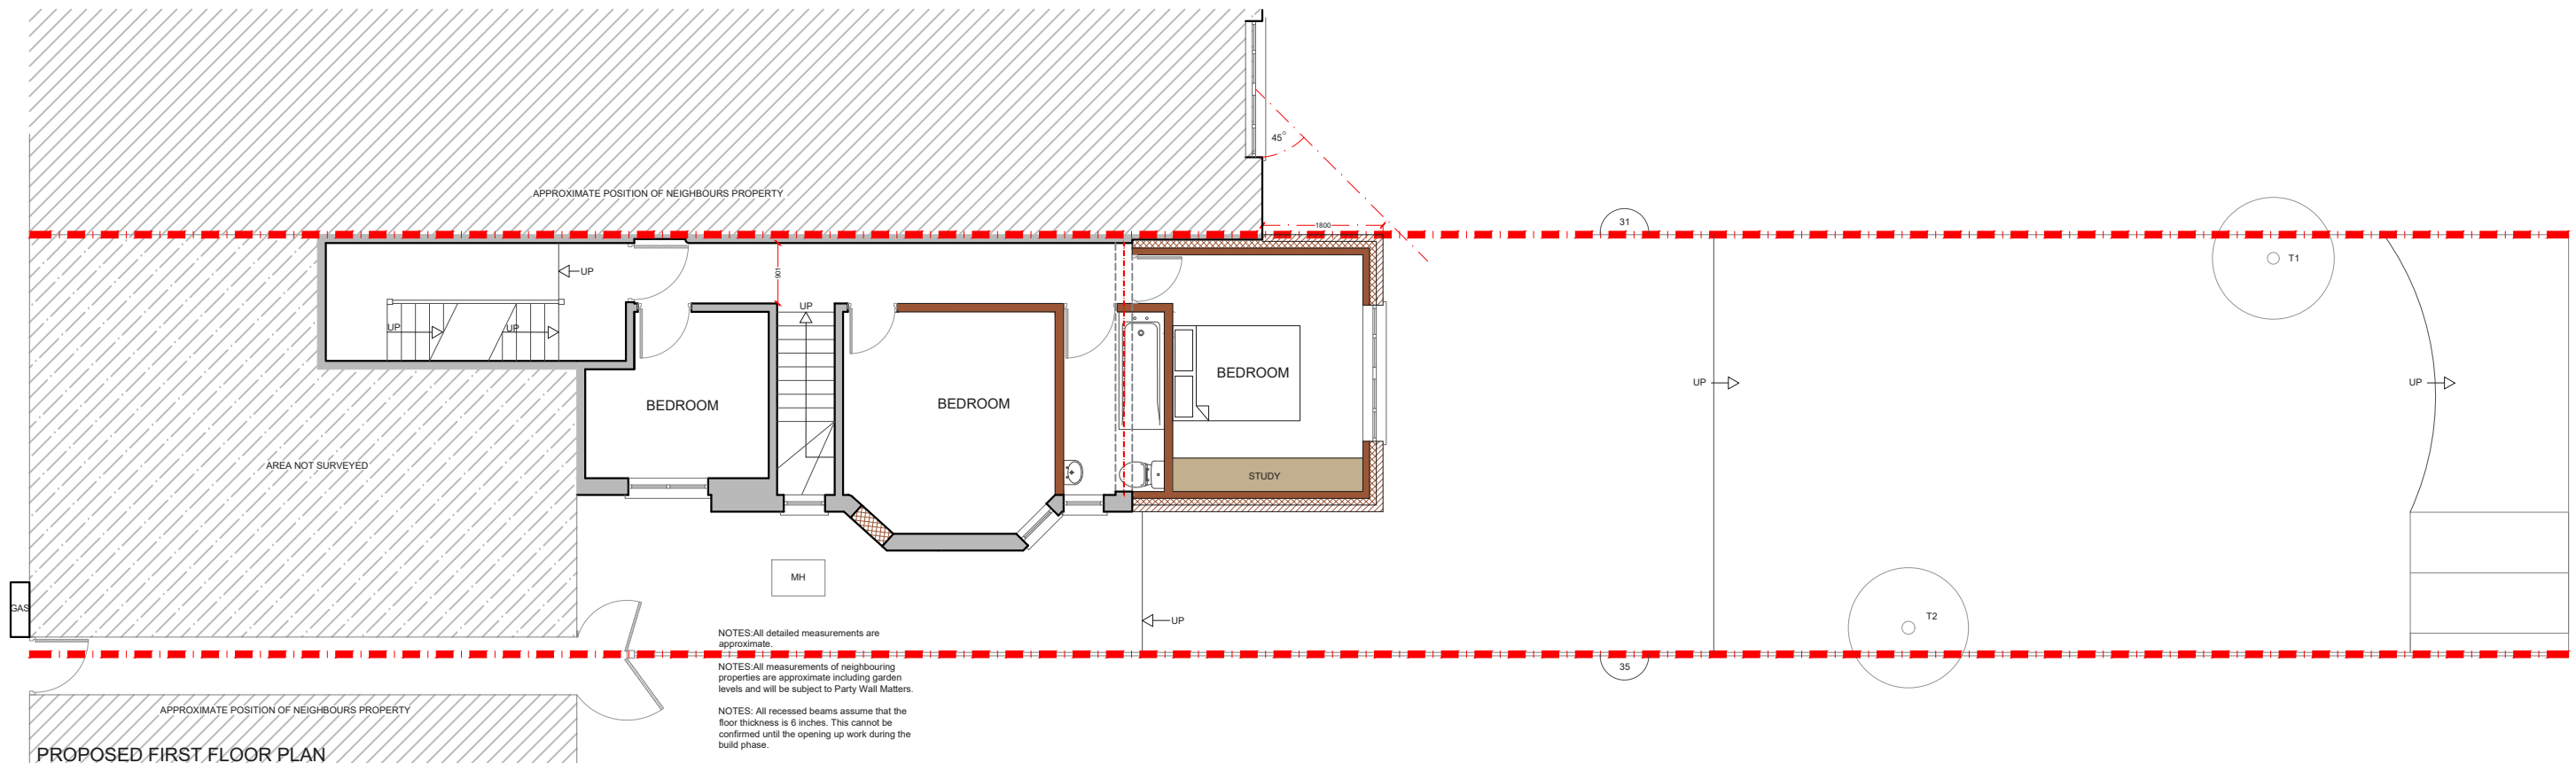 45°
APPROXIMATE POSITION OF NEIGHBOURS PROPERTY
1800
31
T1
UP
901
UP
UP
UP
BEDROOM
BEDROOM
BEDROOM
UP
UP
AREA NOT SURVEYED
STUDY
MH
GAS
UP
T2
NOTES:All detailed measurements are
approximate.
NOTES:All measurements of neighbouring
properties are approximate including garden
levels and will be subject to Party Wall Matters.
NOTES: All recessed beams assume that the
floor thickness is 6 inches. This cannot be
confirmed until the opening up work during the
build phase.
35
APPROXIMATE POSITION OF NEIGHBOURS PROPERTY
PROPOSED FIRST FLOOR PLAN